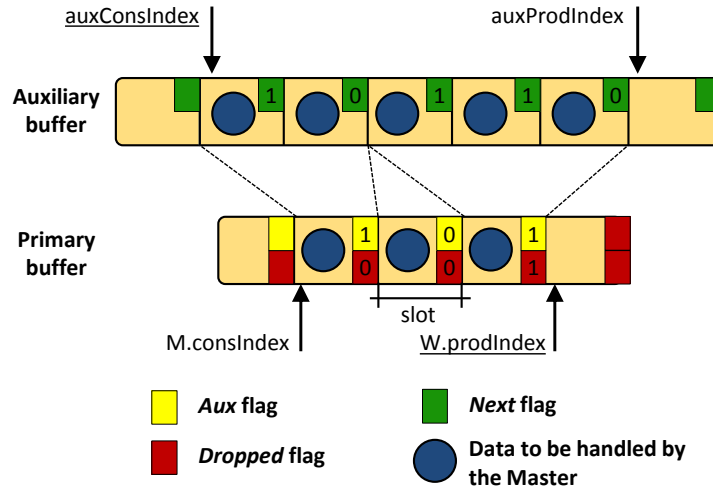 auxConsIndex auxProdIndex
Auxiliary buffer
1 0 1 1 0
Primary buffer
1 0 1
0 0 1
slot
M.consIndex W.prodIndex
Aux flag Next flag
Dropped flag Data to be handled by the Master